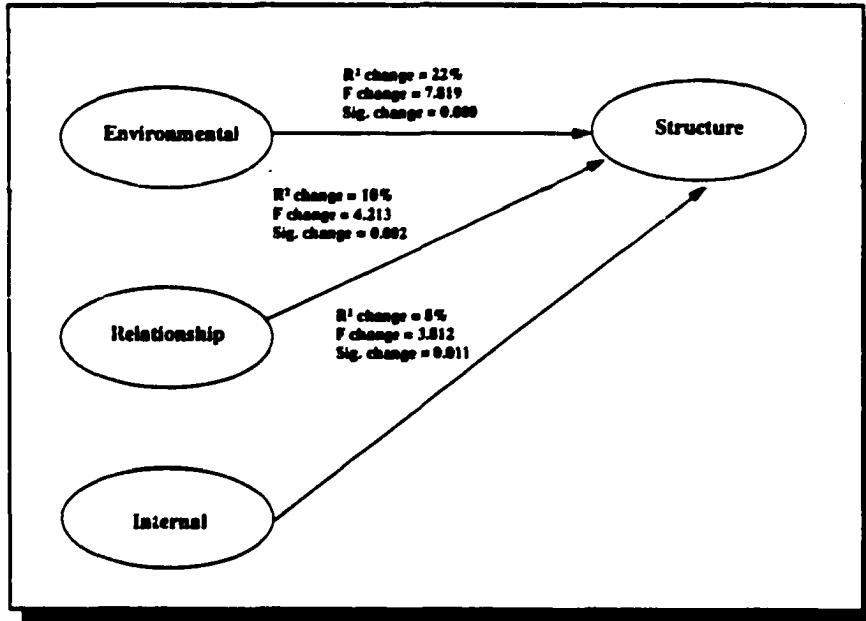 R² change = 22%
F change = 7.819
Sig. change = 0.000
Environmental
Structure
R² change = 10%
F change = 4.213
Sig. change = 0.002
Relationship
R² change = 8%
F change = 3.812
Sig. change = 0.011
Internal